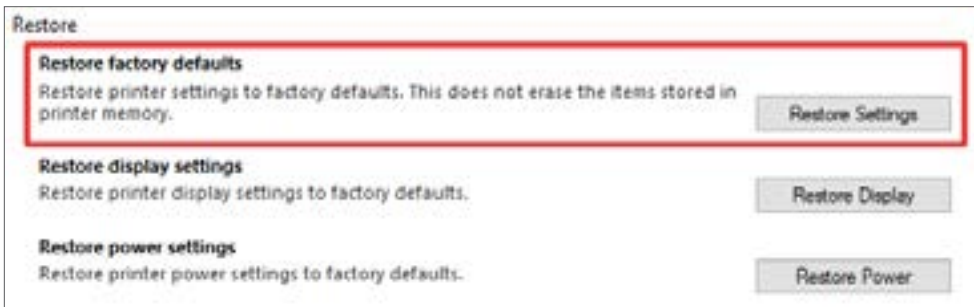 Restore
Restore factory defaults
Restore printer settings to factory defaults. This does not erase the items stored in
printer memory.
Restore Settings
Restore display settings
Restore printer display settings to factory defaults.
Restore Display
Restore power settings
Restore printer power settings to factory defaults.
Restore Power